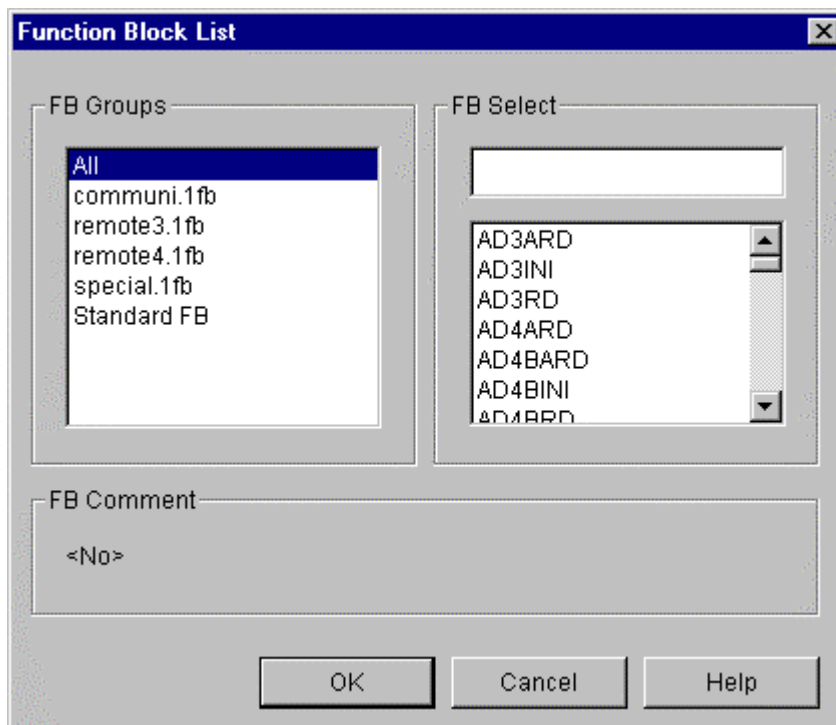 Function Block List
FB Groups
All
communi.1fb
remote3.1fb
remote4.1fb
special.1fb
Standard FB
FB Select
AD3ARD
AD3INI
AD3RD
AD4ARD
AD4BARD
AD4BINI
AD4BRD
FB Comment
<No>
OK
Cancel
Help